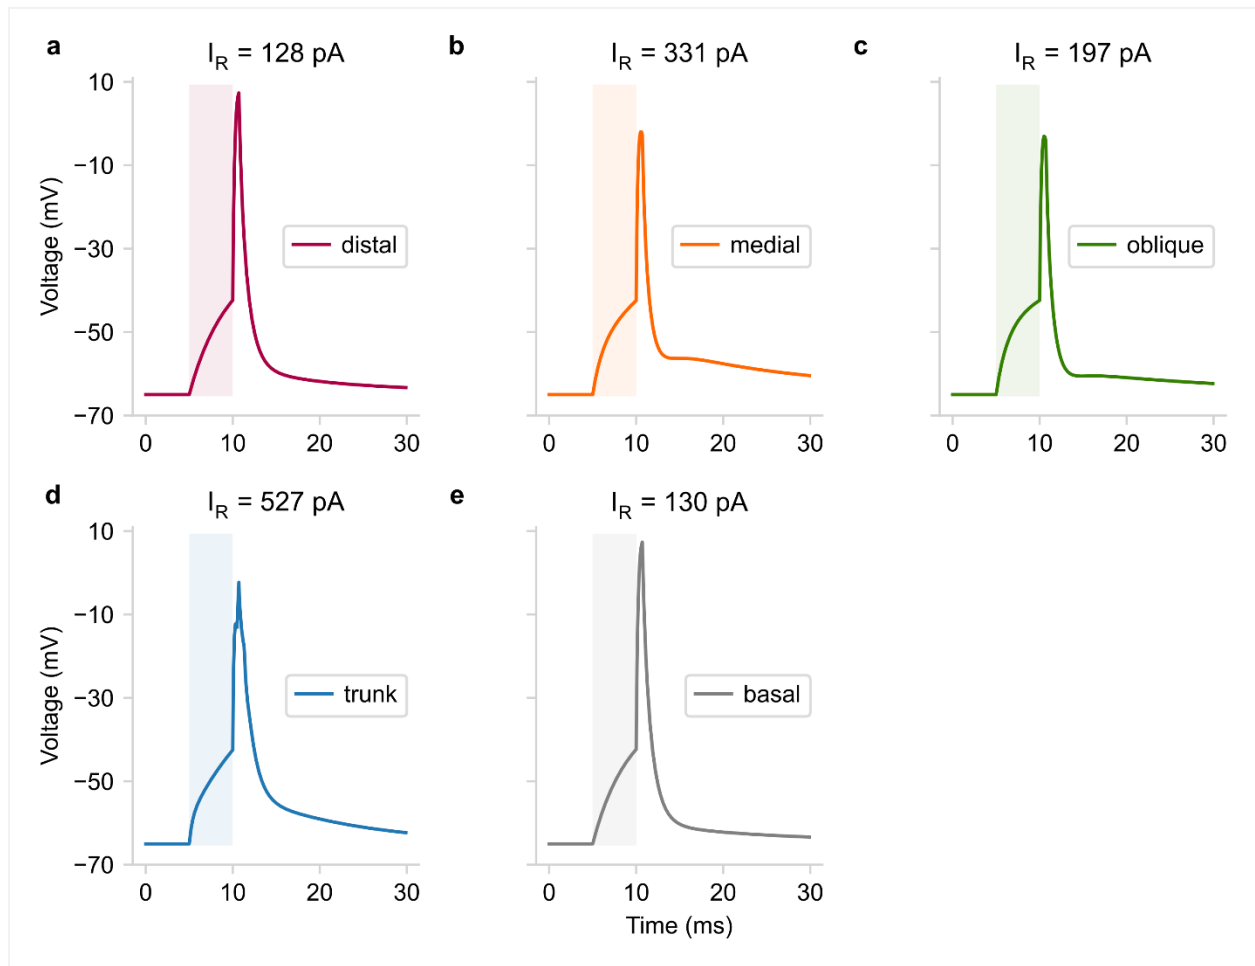 a
I_R = 128 pA
b
I_R = 331 pA
c
I_R = 197 pA
Voltage (mV)
10
−10
−30
−50
−70
distal
medial
oblique
0
10
20
30
0
10
20
30
0
10
20
30
d
I_R = 527 pA
e
I_R = 130 pA
Voltage (mV)
10
−10
−30
−50
−70
trunk
basal
0
10
20
30
0
10
20
30
Time (ms)